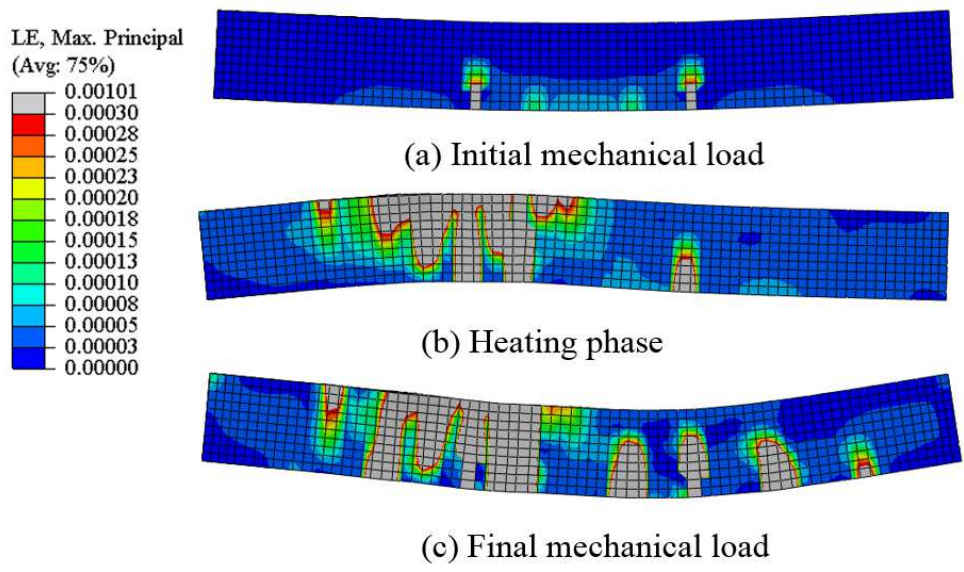 LE, Max. Principal
(Avg: 75%)
0.00101
0.00030
0.00028
0.00025
0.00023
0.00020
0.00018
0.00015
0.00013
0.00010
0.00008
0.00005
0.00003
0.00000
(a) Initial mechanical load
(b) Heating phase
(c) Final mechanical load